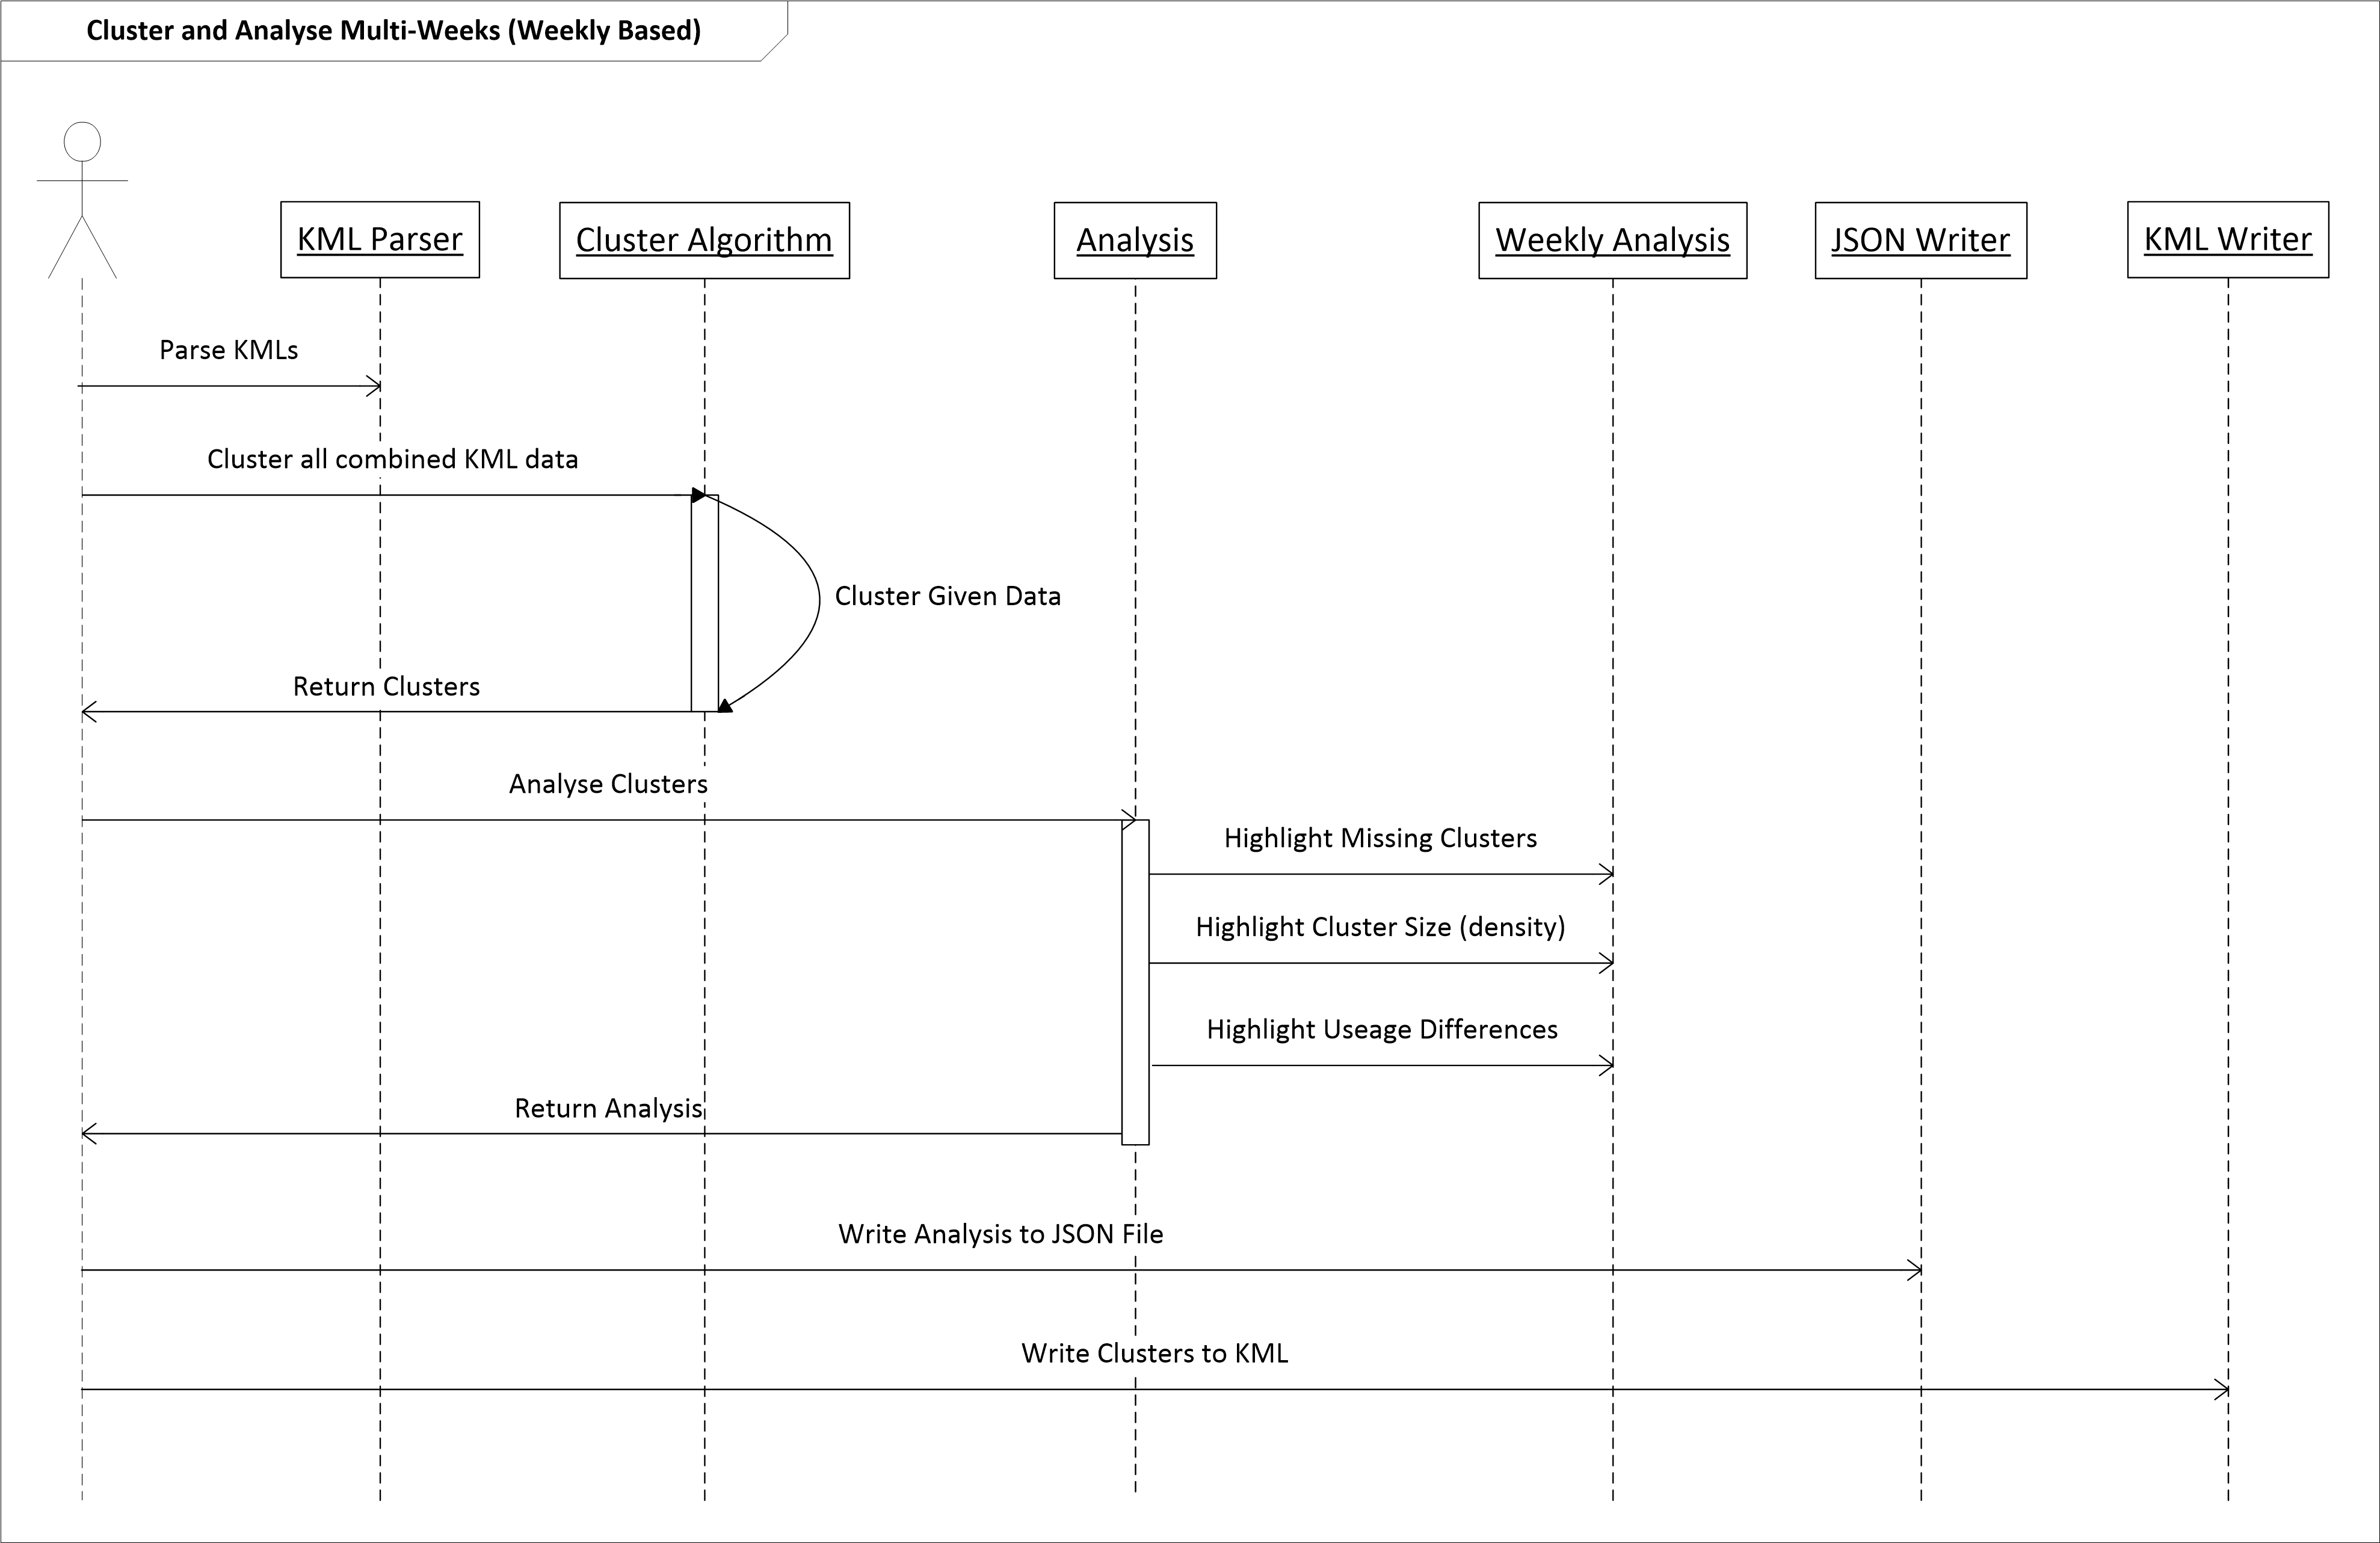 Cluster and Analyse Multi-Weeks (Weekly Based)
KML Parser
Cluster Algorithm
Analysis
Weekly Analysis
JSON Writer
KML Writer
Parse KMLs
Cluster all combined KML data
Cluster Given Data
Return Clusters
Analyse Clusters
Highlight Missing Clusters
Highlight Cluster Size (density)
Highlight Useage Differences
Return Analysis
Write Analysis to JSON File
Write Clusters to KML